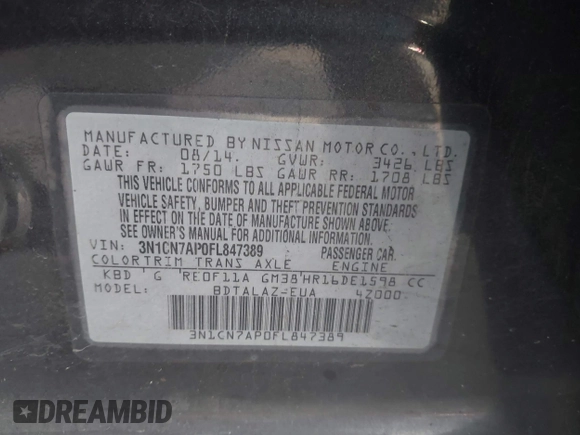 MANUFACTURED BY NISSAN MOTOR CO., LTD.
DATE: 08/14. GVWR: 3426 LBS
GAWR FR: 1750 LBS GAWR RR: 1708 LBS
THIS VEHICLE CONFORMS TO ALL APPLICABLE FEDERAL MOTOR
VEHICLE SAFETY, BUMPER AND THEFT PREVENTION STANDARDS
IN EFFECT ON THE DATE OF MANUFACTURE SHOWN ABOVE.
SEE OWNER'S MANUAL FOR ADDITIONAL INFORMATION.
VIN: 3N1CN7AP0FL847389 PASSENGER CAR.
COLOR TRIM TRANS AXLE ENGINE
KBD G RE0F11A GM38 HR16DE1598 CC
MODEL: BDTALAZ-EUA 42000
3N1CN7AP0FL847389
DREAMBID